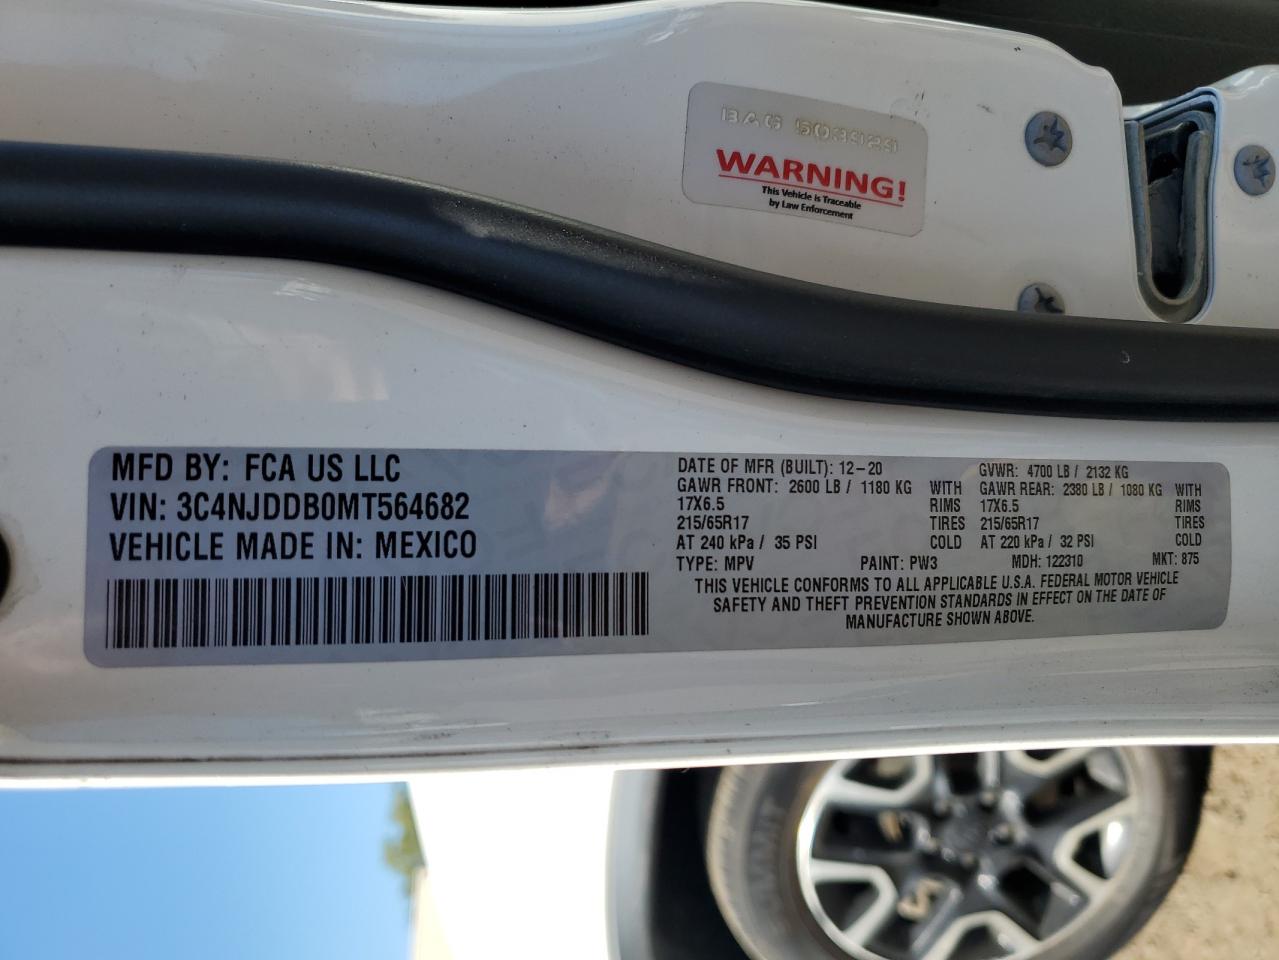 BAG 503929
WARNING!
This Vehicle is Traceable
by Law Enforcement
MFD BY: FCA US LLC
VIN: 3C4NJDDB0MT564682
VEHICLE MADE IN: MEXICO
DATE OF MFR (BUILT): 12-20 GVWR: 4700 LB / 2132 KG
GAWR FRONT: 2600 LB / 1180 KG WITH GAWR REAR: 2380 LB / 1080 KG WITH
17X6.5 RIMS 17X6.5 RIMS
215/65R17 TIRES 215/65R17 TIRES
AT 240 kPa / 35 PSI COLD AT 220 kPa / 32 PSI COLD
TYPE: MPV PAINT: PW3 MDH: 122310 MKT: 875
THIS VEHICLE CONFORMS TO ALL APPLICABLE U.S.A. FEDERAL MOTOR VEHICLE
SAFETY AND THEFT PREVENTION STANDARDS IN EFFECT ON THE DATE OF
MANUFACTURE SHOWN ABOVE.